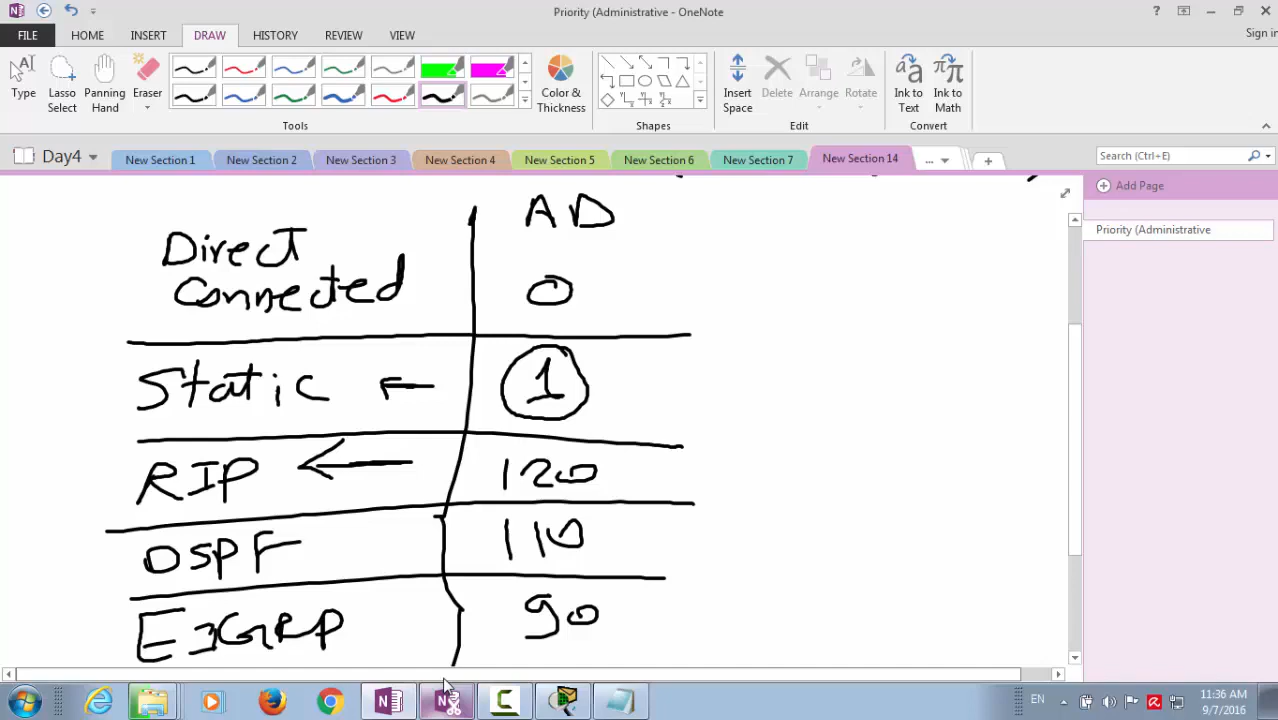 Priority (Administrative - OneNote
?
FILE HOME INSERT DRAW HISTORY REVIEW VIEW
Sign in
Type
Lasso Select
Panning Hand
Eraser
Color & Thickness
Insert Space
Delete
Arrange
Rotate
Ink to Text
Ink to Math
Tools
Shapes
Edit
Convert
Day4
New Section 1
New Section 2
New Section 3
New Section 4
New Section 5
New Section 6
New Section 7
New Section 14
...
Search (Ctrl+E)
Add Page
Priority (Administrative
AD
Direct
Connected 0
Static 1
RIP 120
OSPF 110
EIGRP 90
EN
11:36 AM
9/7/2016